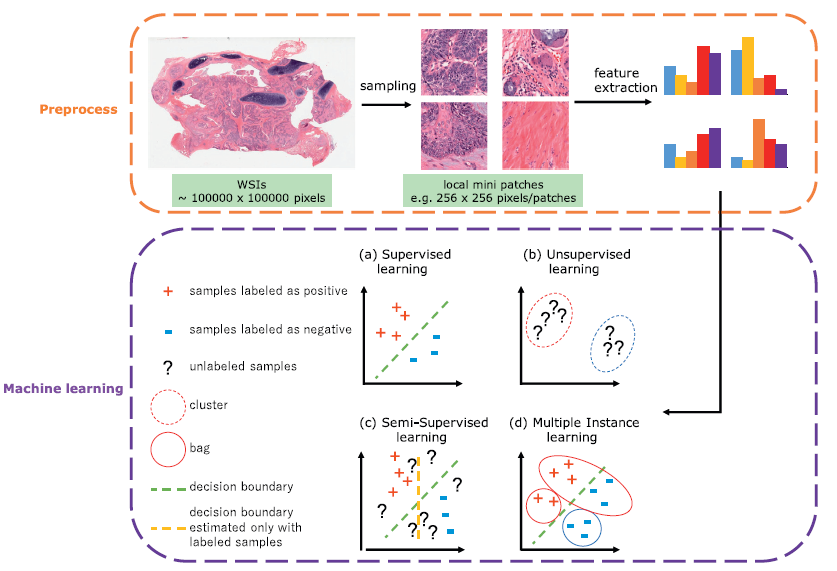 Preprocess
sampling
feature
extraction
WSIs
~ 100000 x 100000 pixels
local mini patches
e.g. 256 x 256 pixels/patches
Machine learning
samples labeled as positive
samples labeled as negative
unlabeled samples
cluster
bag
decision boundary
decision boundary
estimated only with
labeled samples
(a) Supervised
learning
(b) Unsupervised
learning
(c) Semi-Supervised
learning
(d) Multiple Instance
learning